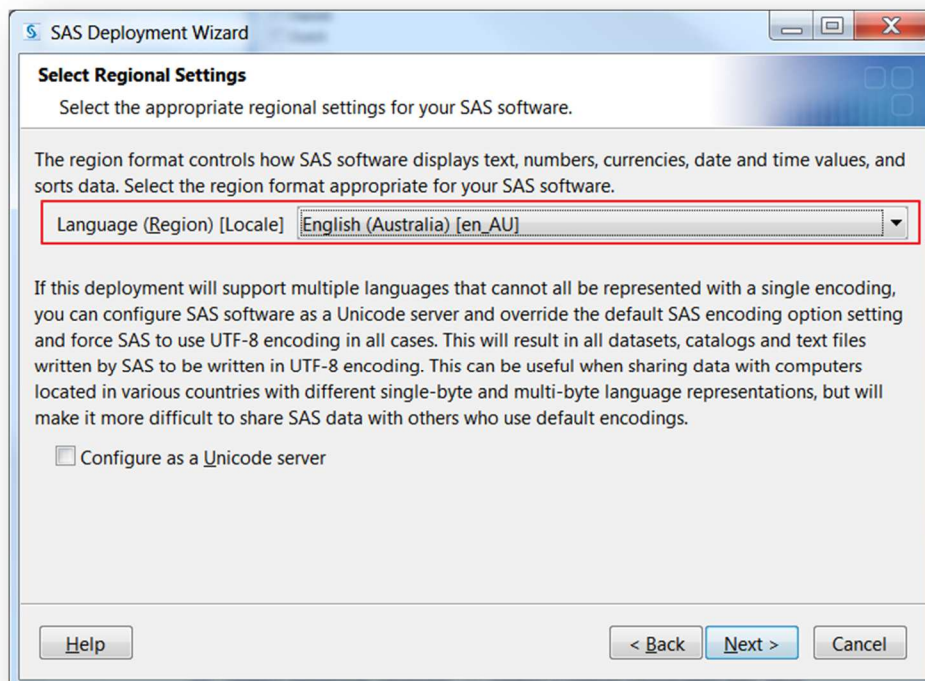 SAS Deployment Wizard
Select Regional Settings
Select the appropriate regional settings for your SAS software.
The region format controls how SAS software displays text, numbers, currencies, date and time values, and
sorts data. Select the region format appropriate for your SAS software.
Language (Region) [Locale] English (Australia) [en_AU]
If this deployment will support multiple languages that cannot all be represented with a single encoding,
you can configure SAS software as a Unicode server and override the default SAS encoding option setting
and force SAS to use UTF-8 encoding in all cases. This will result in all datasets, catalogs and text files
written by SAS to be written in UTF-8 encoding. This can be useful when sharing data with computers
located in various countries with different single-byte and multi-byte language representations, but will
make it more difficult to share SAS data with others who use default encodings.
Configure as a Unicode server
Help < Back Next > Cancel